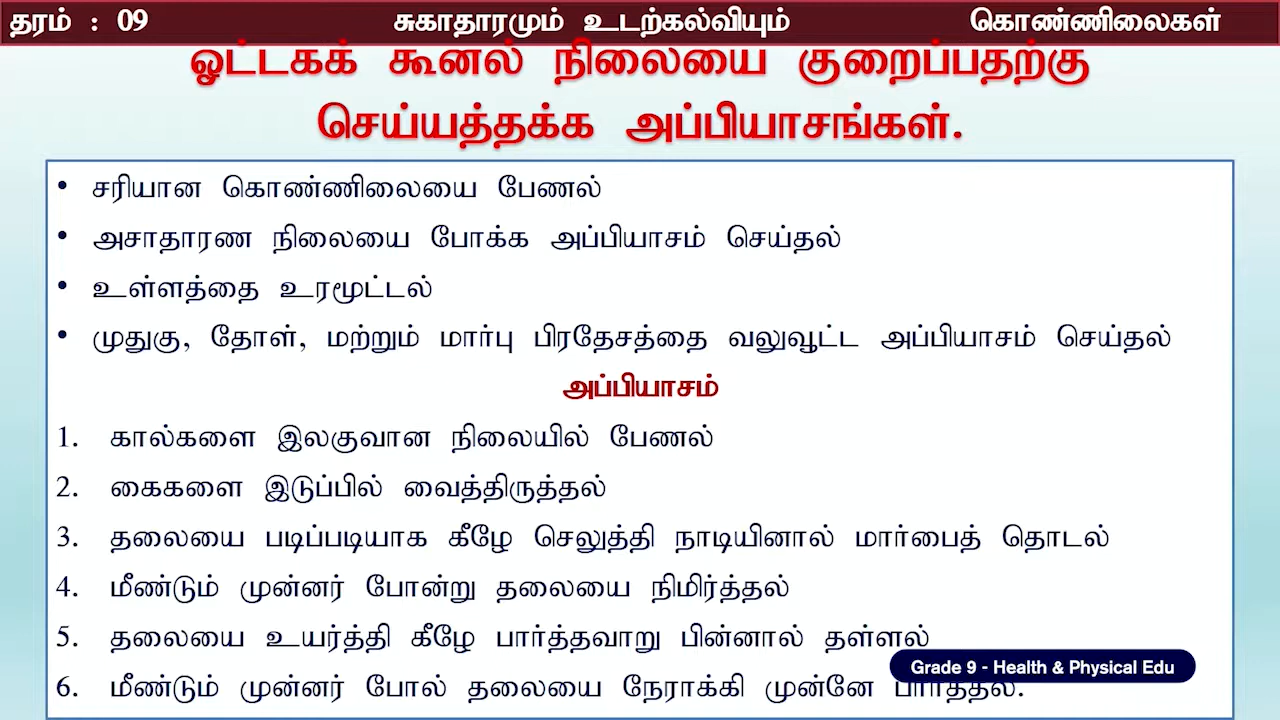 தரம் : 09 சுகாதாரமும் உடற்கல்வியும் கொண்ணிலைகள்
ஓட்டகக் கூனல் நிலையை குறைப்பதற்கு
செய்யத்தக்க அப்பியாசங்கள்.
• சரியான கொண்ணிலையை பேணல்
• அசாதாரண நிலையை போக்க அப்பியாசம் செய்தல்
• உள்ளத்தை உரமூட்டல்
• முதுகு, தோள், மற்றும் மார்பு பிரதேசத்தை வலுவூட்ட அப்பியாசம் செய்தல்
அப்பியாசம்
1. கால்களை இலகுவான நிலையில் பேணல்
2. கைகளை இடுப்பில் வைத்திருத்தல்
3. தலையை படிப்படியாக கீழே செலுத்தி நாடியினால் மார்பைத் தொடல்
4. மீண்டும் முன்னர் போன்று தலையை நிமிர்த்தல்
5. தலையை உயர்த்தி கீழே பார்த்தவாறு பின்னால் தள்ளல்
Grade 9 - Health & Physical Edu
6. மீண்டும் முன்னர் போல் தலையை நேராக்கி முன்னே பார்த்தல்.